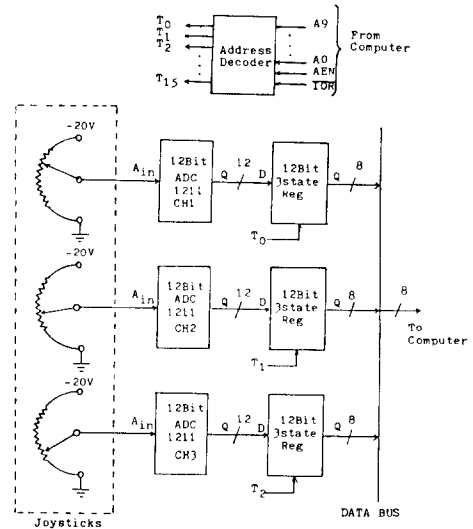 T0
T1
T2
T15
Address
Decoder
A9
A0
AEN
IOR
From
Computer
-20V
Ain
12Bit
ADC
1211
CH1
Q
12
D
12Bit
3state
Reg
Q
8
T0
-20V
Ain
12Bit
ADC
1211
CH2
Q
12
D
12Bit
3state
Reg
Q
8
8
To
Computer
T1
-20V
Ain
12Bit
ADC
1211
CH3
Q
12
D
12Bit
3state
Reg
Q
8
T2
Joysticks
DATA BUS